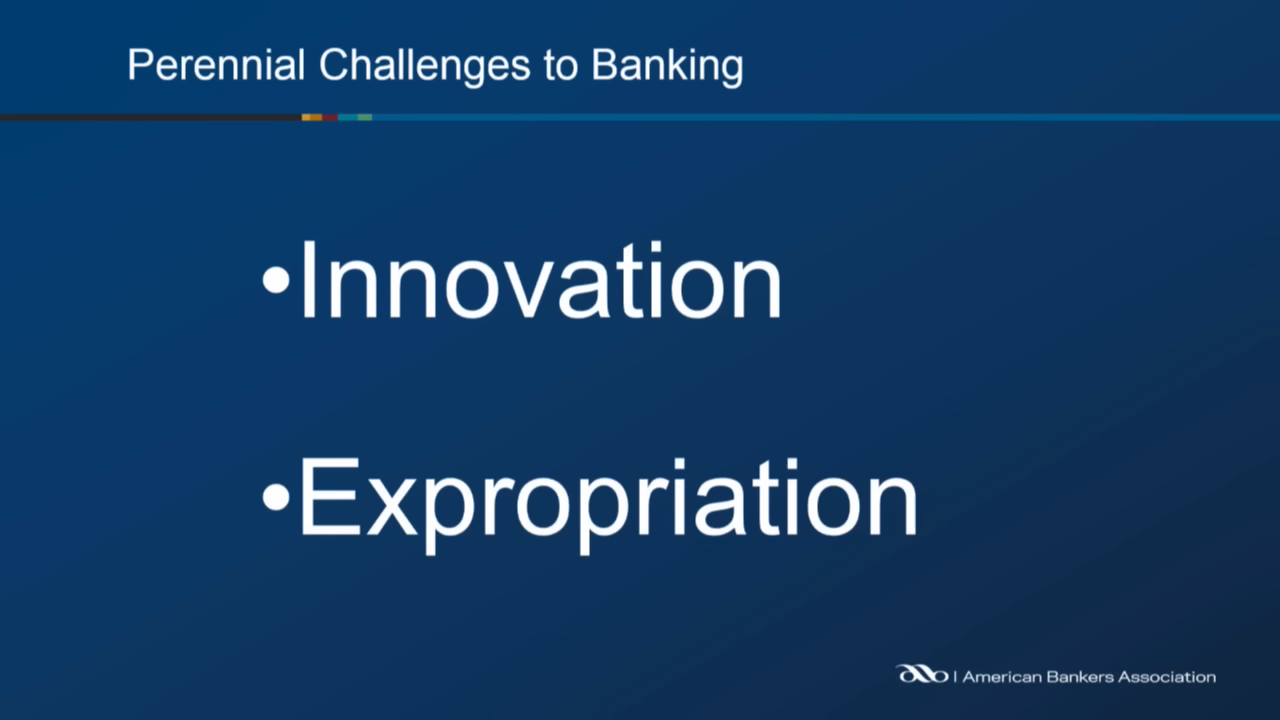 Perennial Challenges to Banking
•Innovation
•Expropriation
| American Bankers Association